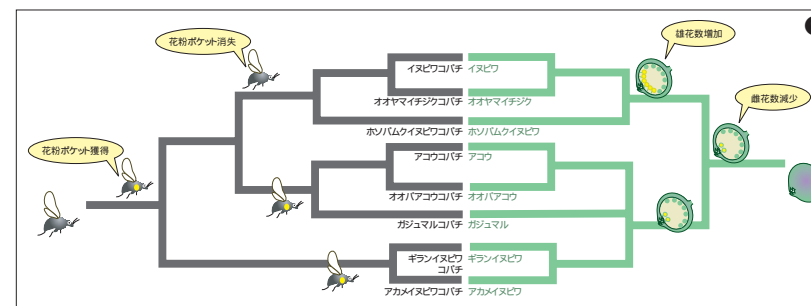 花粉ポケット消失
雄花数増加
雌花数減少
花粉ポケット獲得
イヌビワコバチ イヌビワ
オオヤマイチジクコバチ オオヤマイチジク
ホソバムクイヌビワコバチ ホソバムクイヌビワ
アコウコバチ アコウ
オオバアコウコバチ オオバアコウ
ガジュマルコバチ ガジュマル
ギランイヌビワ ギランイヌビワ
コバチ
アカメイヌビワコバチ アカメイヌビワ